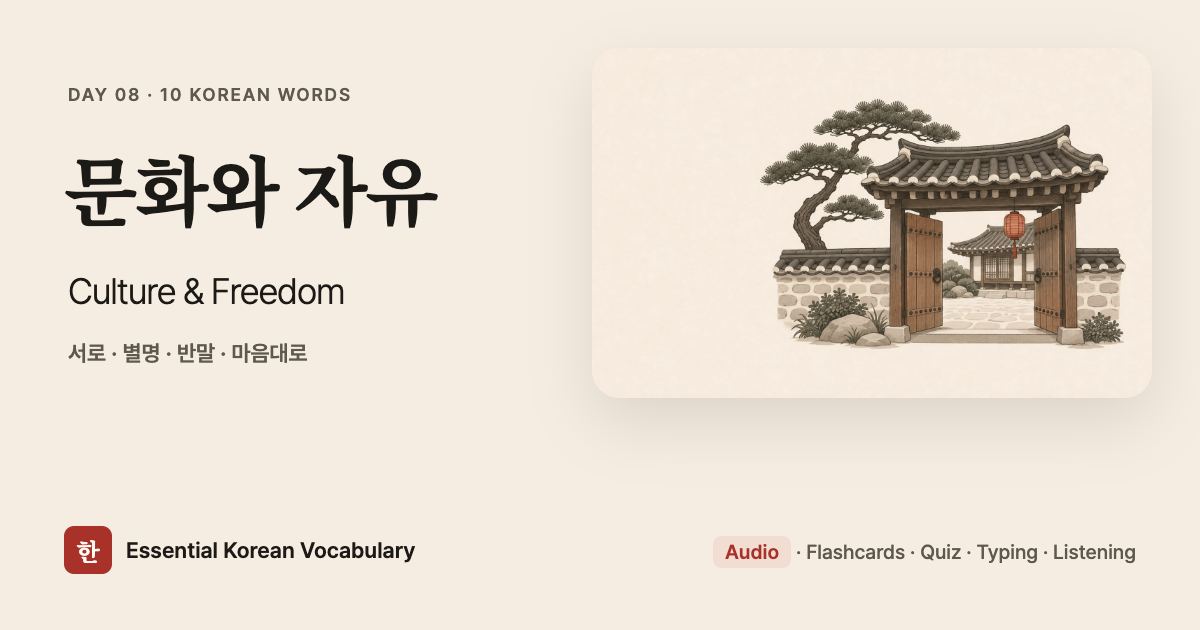 DAY 08 · 10 KOREAN WORDS
문화와 자유
Culture & Freedom
서로 · 별명 · 반말 · 마음대로
한 Essential Korean Vocabulary
Audio · Flashcards · Quiz · Typing · Listening